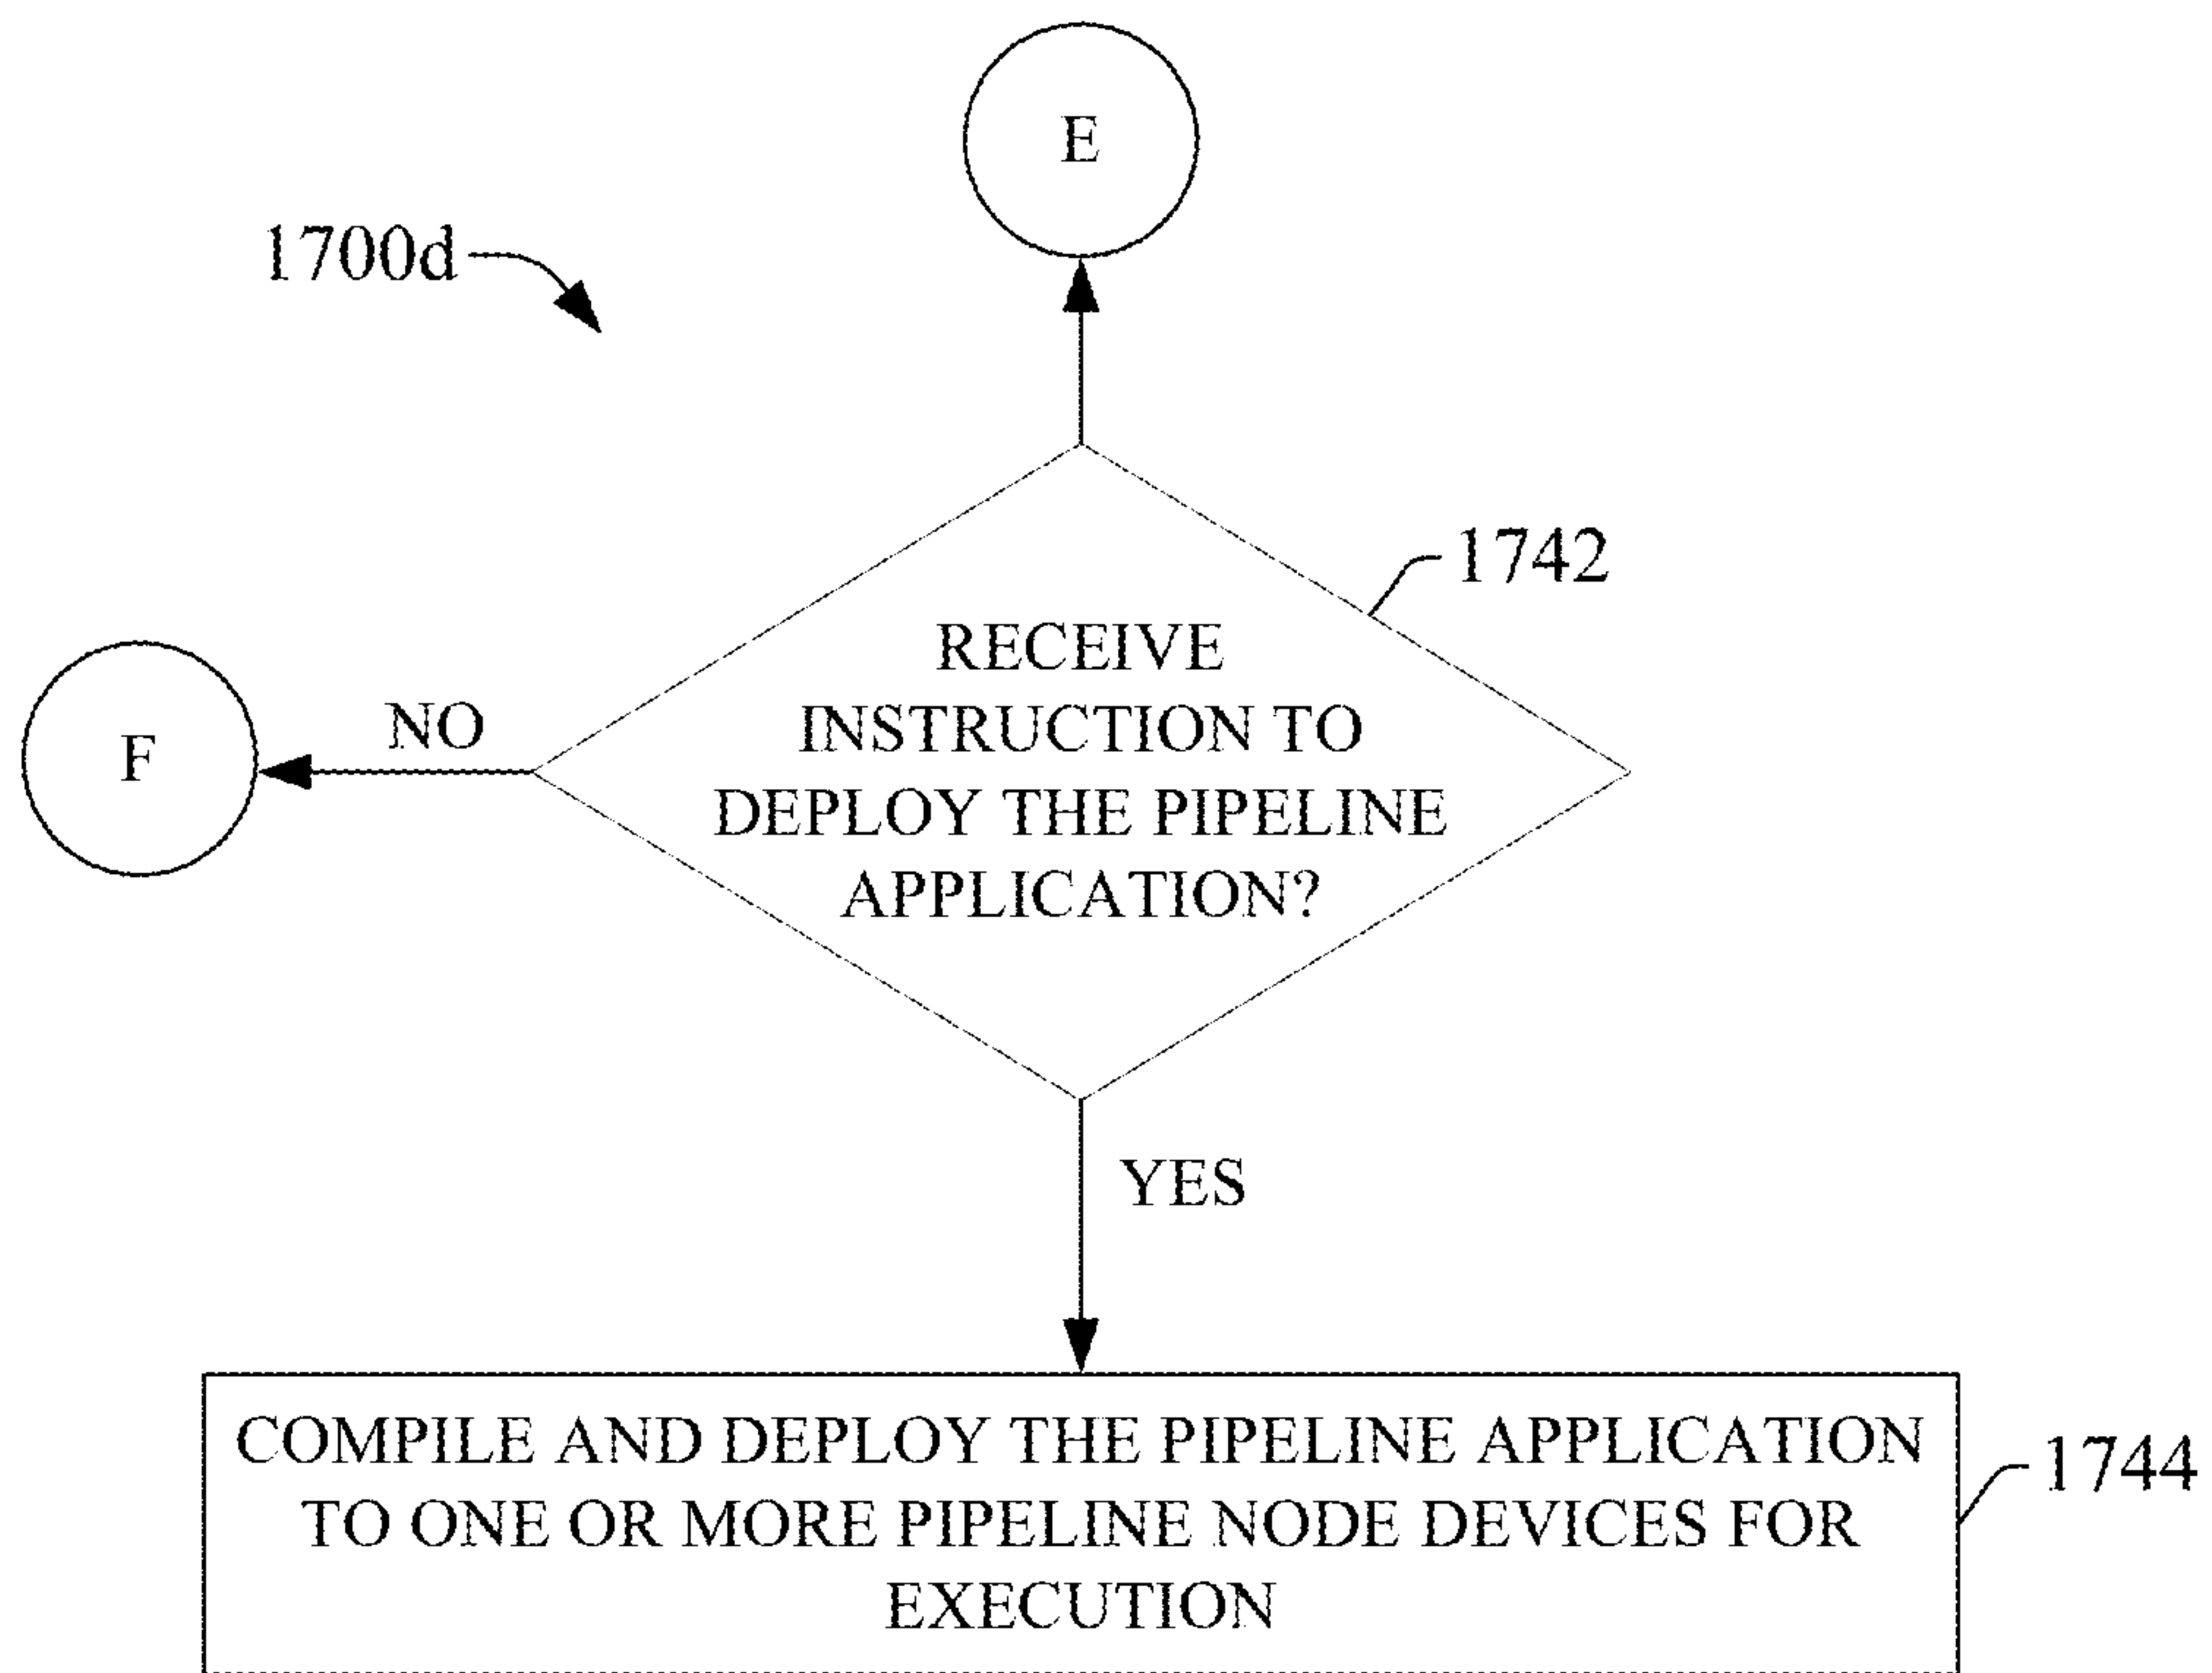 E
1700d
1742
RECEIVE
INSTRUCTION TO
DEPLOY THE PIPELINE
APPLICATION?
NO
F
YES
COMPILE AND DEPLOY THE PIPELINE APPLICATION
TO ONE OR MORE PIPELINE NODE DEVICES FOR
EXECUTION
1744